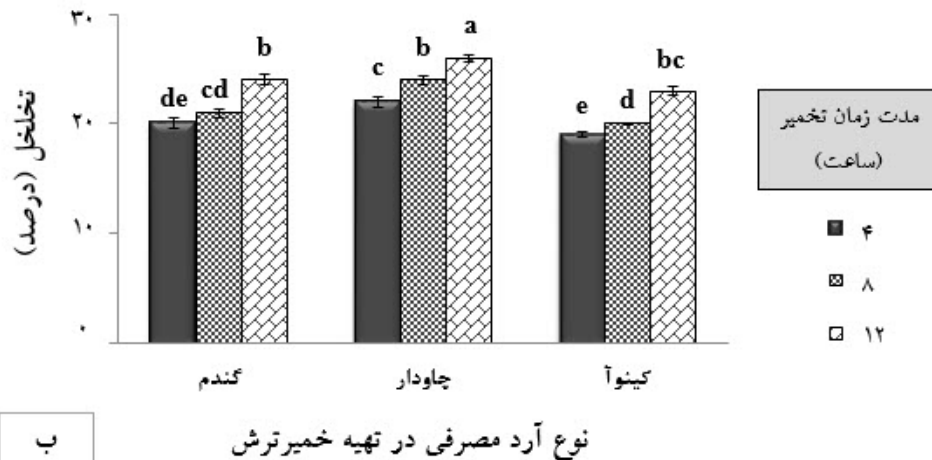 ۳۰
۲۰
۱۰
۰
تخلخل (درصد)
de cd b
c b a
e d bc
گندم چاودار کینوآ
نوع آرد مصرفی در تهیه خمیرترش
مدت زمان تخمیر
(ساعت)
۴
۸
۱۲
ب